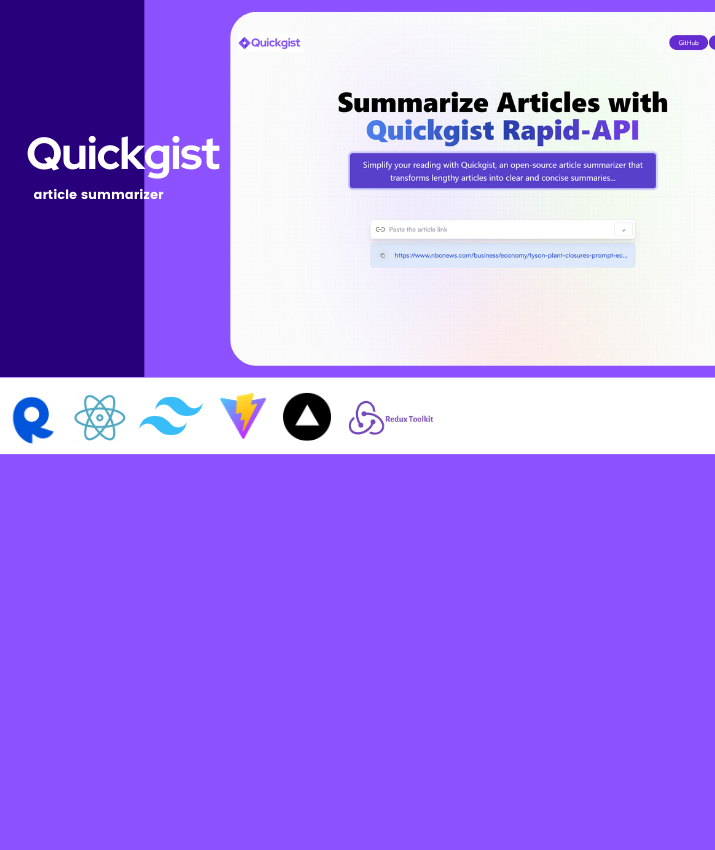 Quickgist
article summarizer
Quickgist
GitHub
Summarize Articles with
Quickgist Rapid-API
Simplify your reading with Quickgist, an open-source article summarizer that
transforms lengthy articles into clear and concise summaries...
Paste the article link
https://www.nbcnews.com/business/economy/tyson-plant-closures-prompt-ec...
Redux Toolkit